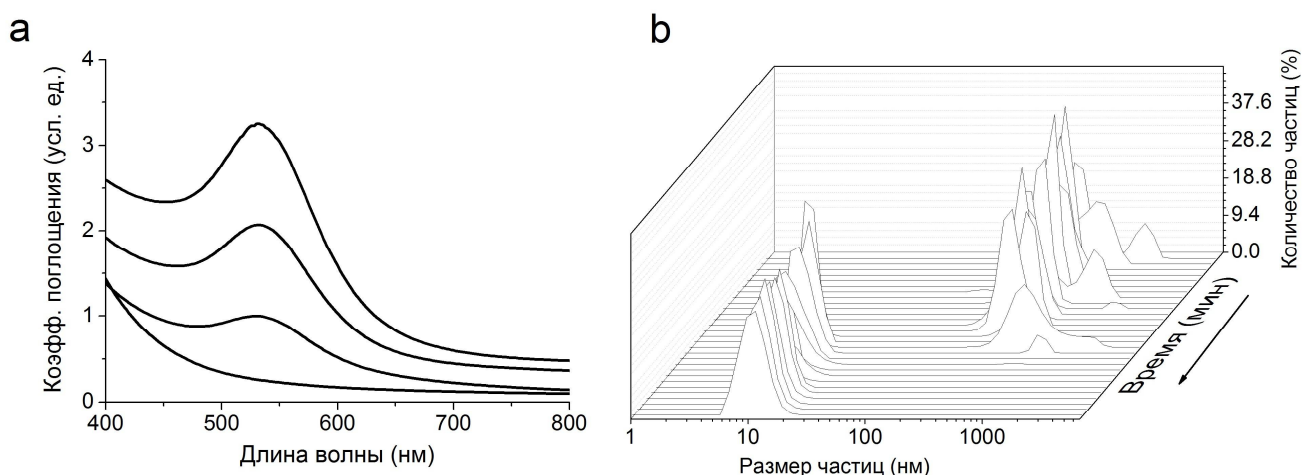 a
Коэфф. поглощения (усл. ед.)
4
3
2
1
0
400
500
600
700
800
Длина волны (нм)
b
Количество частиц (%)
37.6
28.2
18.8
9.4
0.0
Время (мин)
1
10
100
1000
Размер частиц (нм)